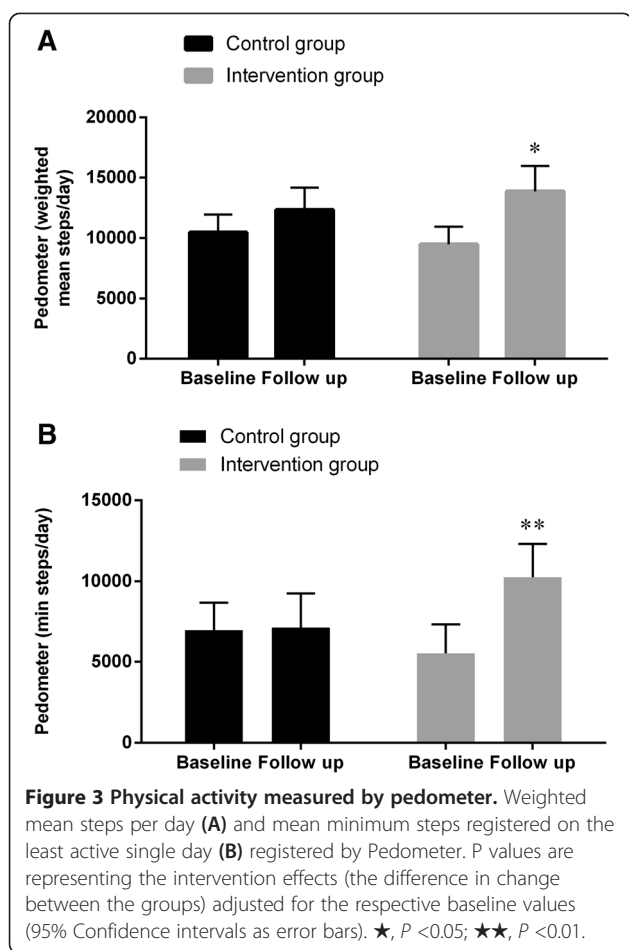 A
Control group
Intervention group
Pedometer (weighted
mean steps/day)
20000
15000
10000
5000
0
*
Baseline Follow up
Baseline Follow up
B
Control group
Intervention group
Pedometer (min steps/day)
15000
10000
5000
0
**
Baseline Follow up
Baseline Follow up
Figure 3 Physical activity measured by pedometer. Weighted
mean steps per day (A) and mean minimum steps registered on the
least active single day (B) registered by Pedometer. P values are
representing the intervention effects (the difference in change
between the groups) adjusted for the respective baseline values
(95% Confidence intervals as error bars). ★, P <0.05; ★★, P <0.01.